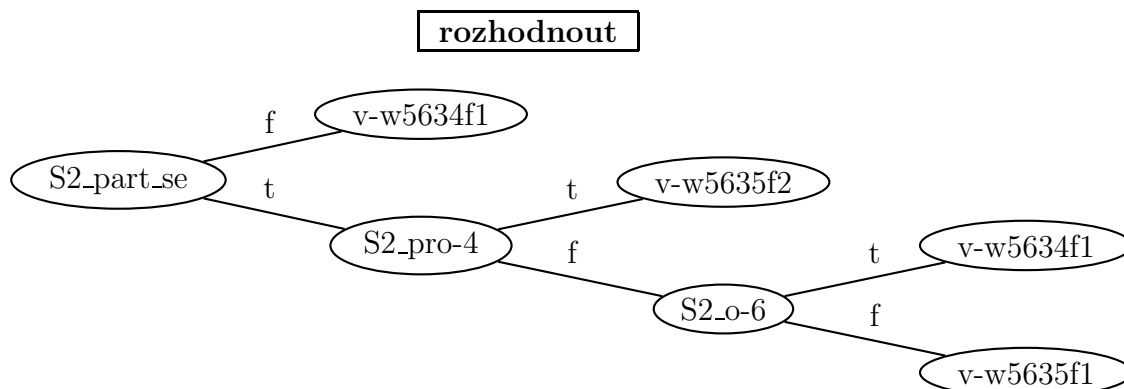 rozhodnout
f
v-w5634f1
S2_part_se
t
t
v-w5635f2
S2_pro-4
f
t
v-w5634f1
S2_o-6
f
v-w5635f1